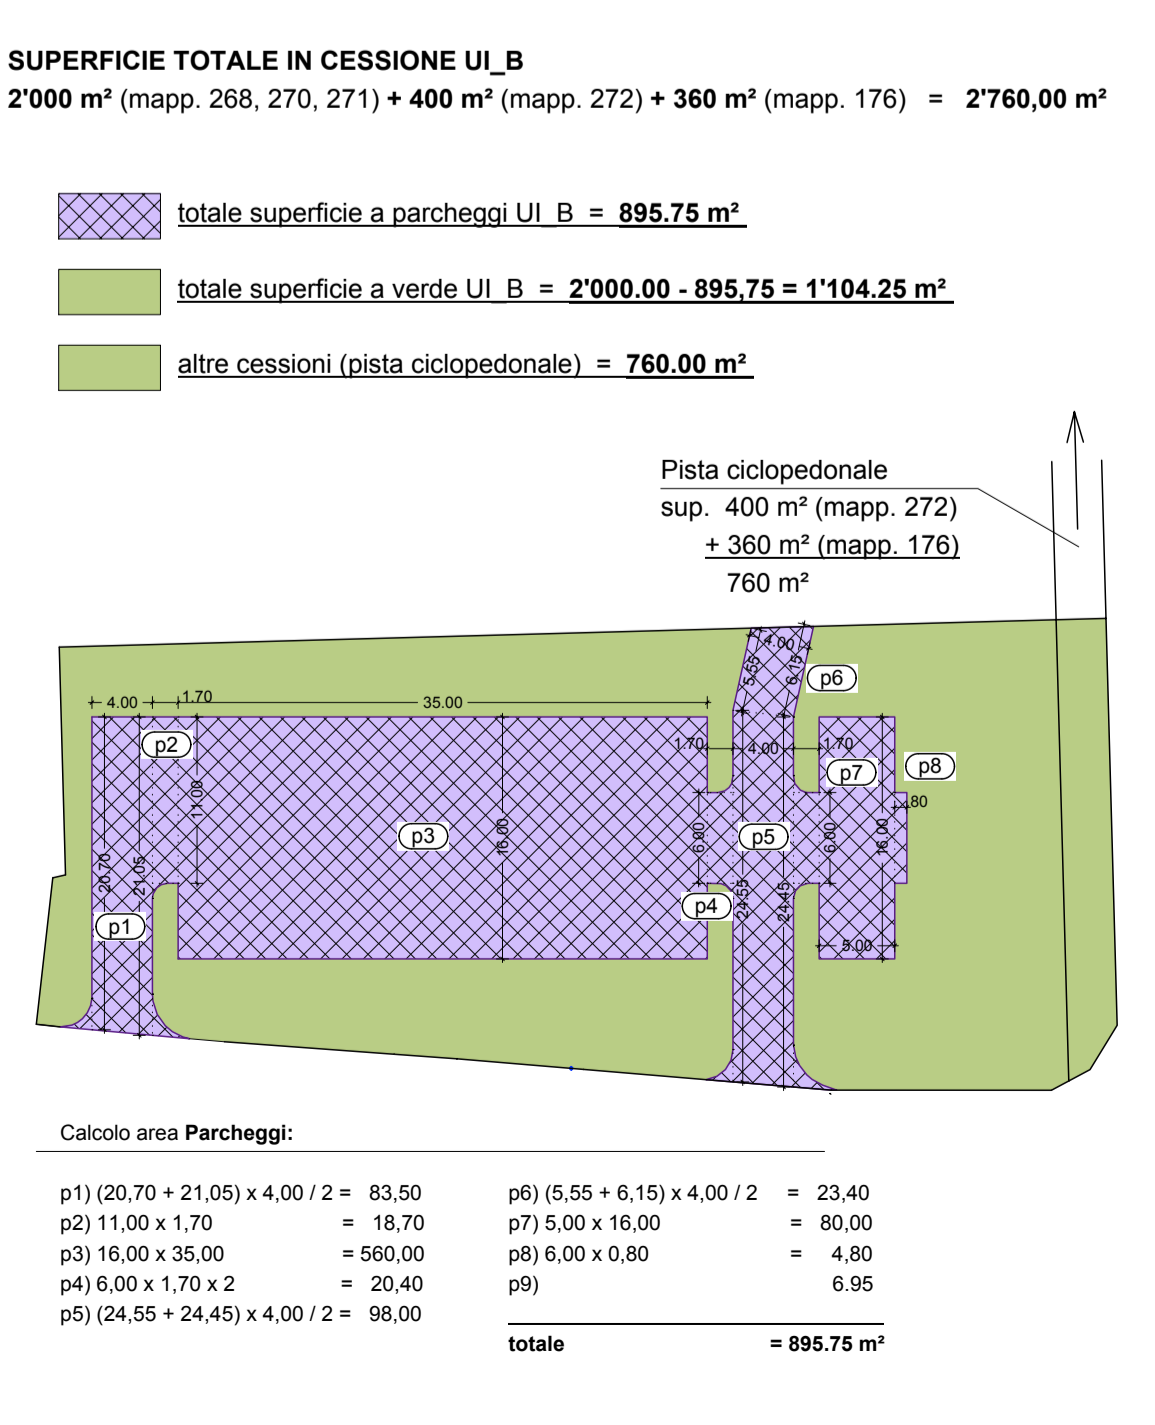 SUPERFICIE TOTALE IN CESSIONE UI_B
2'000 m² (mapp. 268, 270, 271) + 400 m² (mapp. 272) + 360 m² (mapp. 176) = 2'760,00 m²
totale superficie a parcheggi UI_B = 895.75 m²
totale superficie a verde UI_B = 2'000.00 - 895,75 = 1'104.25 m²
altre cessioni (pista ciclopedonale) = 760.00 m²
Pista ciclopedonale
sup. 400 m² (mapp. 272)
+ 360 m² (mapp. 176)
760 m²
4.00
5.55
6.15
p6
4.00
1.70
35.00
p2
1.70
4.00
1.70
p7
p8
11.00
.80
p3
16.00
6.00
p5
6.00
16.00
20.70
21.05
p1
p4
24.55
24.45
5.00
Calcolo area Parcheggi:
p1) (20,70 + 21,05) x 4,00 / 2 = 83,50
p2) 11,00 x 1,70 = 18,70
p3) 16,00 x 35,00 = 560,00
p4) 6,00 x 1,70 x 2 = 20,40
p5) (24,55 + 24,45) x 4,00 / 2 = 98,00
p6) (5,55 + 6,15) x 4,00 / 2 = 23,40
p7) 5,00 x 16,00 = 80,00
p8) 6,00 x 0,80 = 4,80
p9) 6.95
totale = 895.75 m²